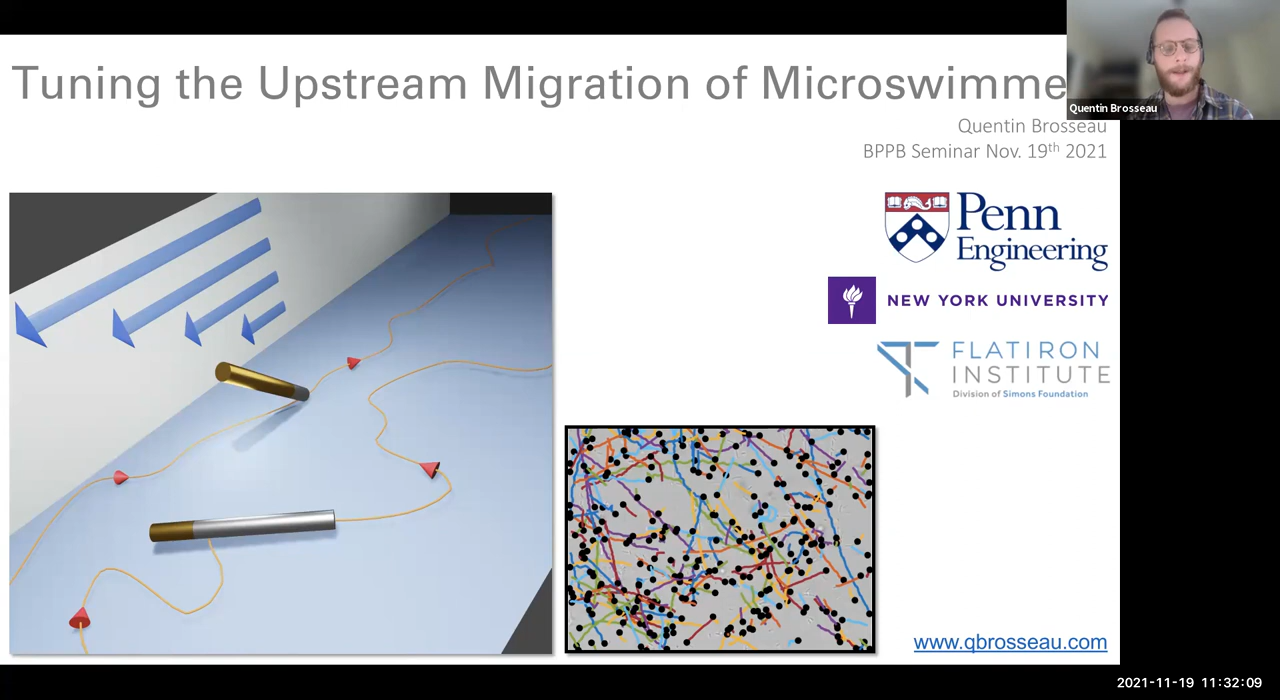 Tuning the Upstream Migration of Microswimme
Quentin Brosseau
Quentin Brosseau
BPPB Seminar Nov. 19th 2021
Penn
Engineering
NEW YORK UNIVERSITY
FLATIRON
INSTITUTE
Division of Simons Foundation
www.qbrosseau.com
2021-11-19 11:32:09